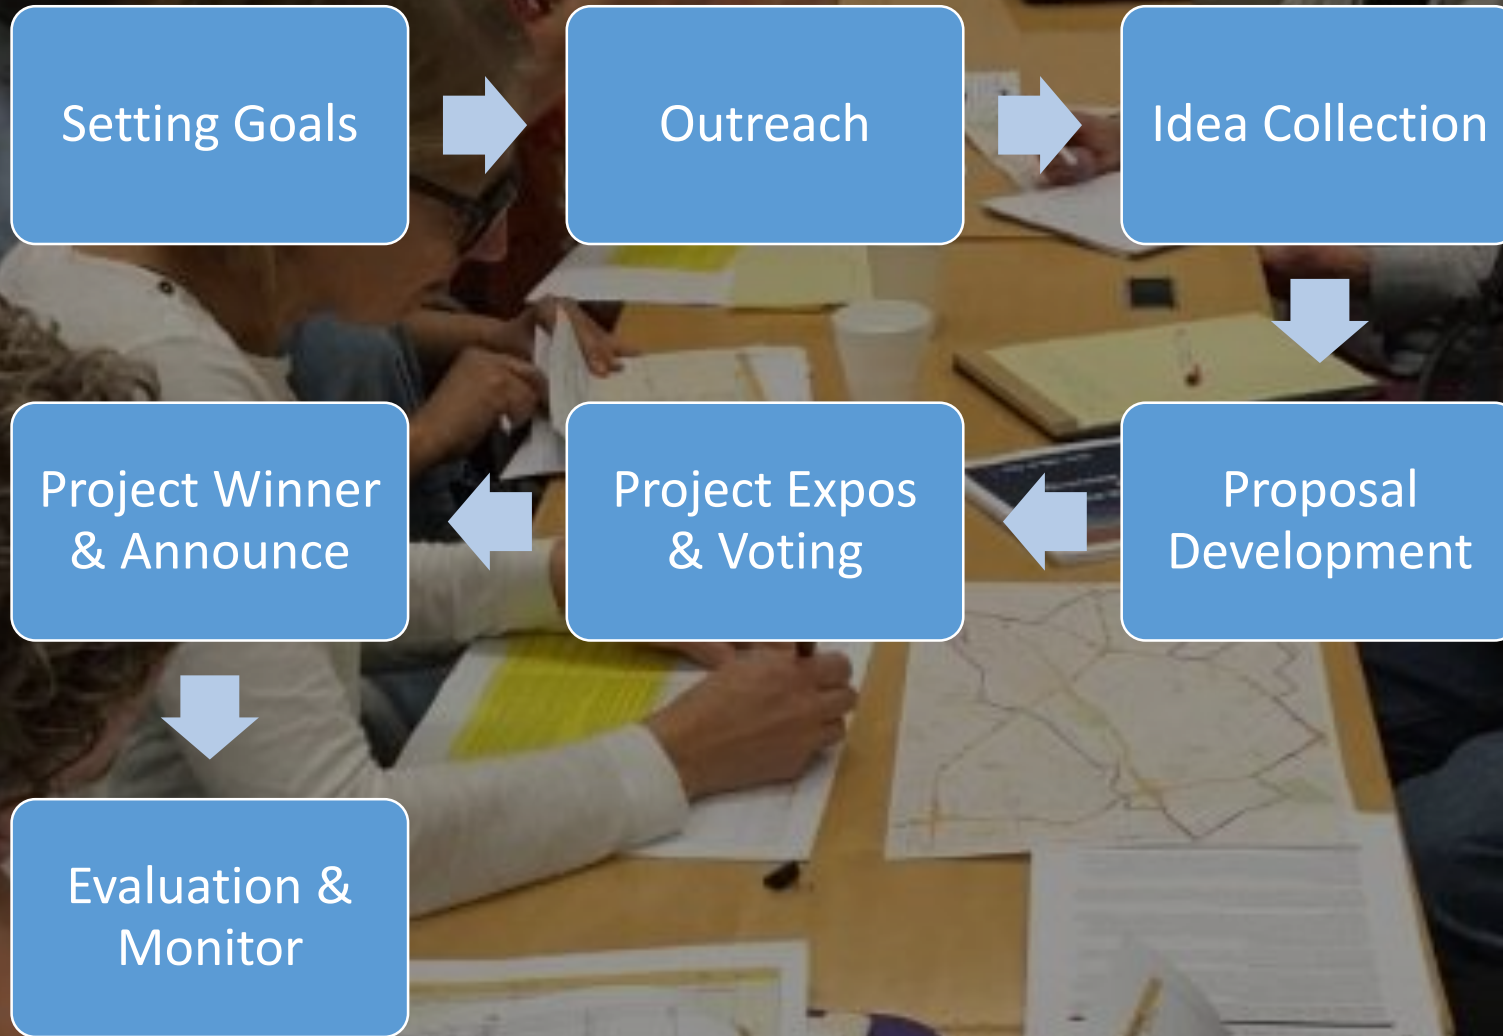 Setting Goals
Outreach
Idea Collection
Proposal
Development
Project Expos
& Voting
Project Winner
& Announce
Evaluation &
Monitor